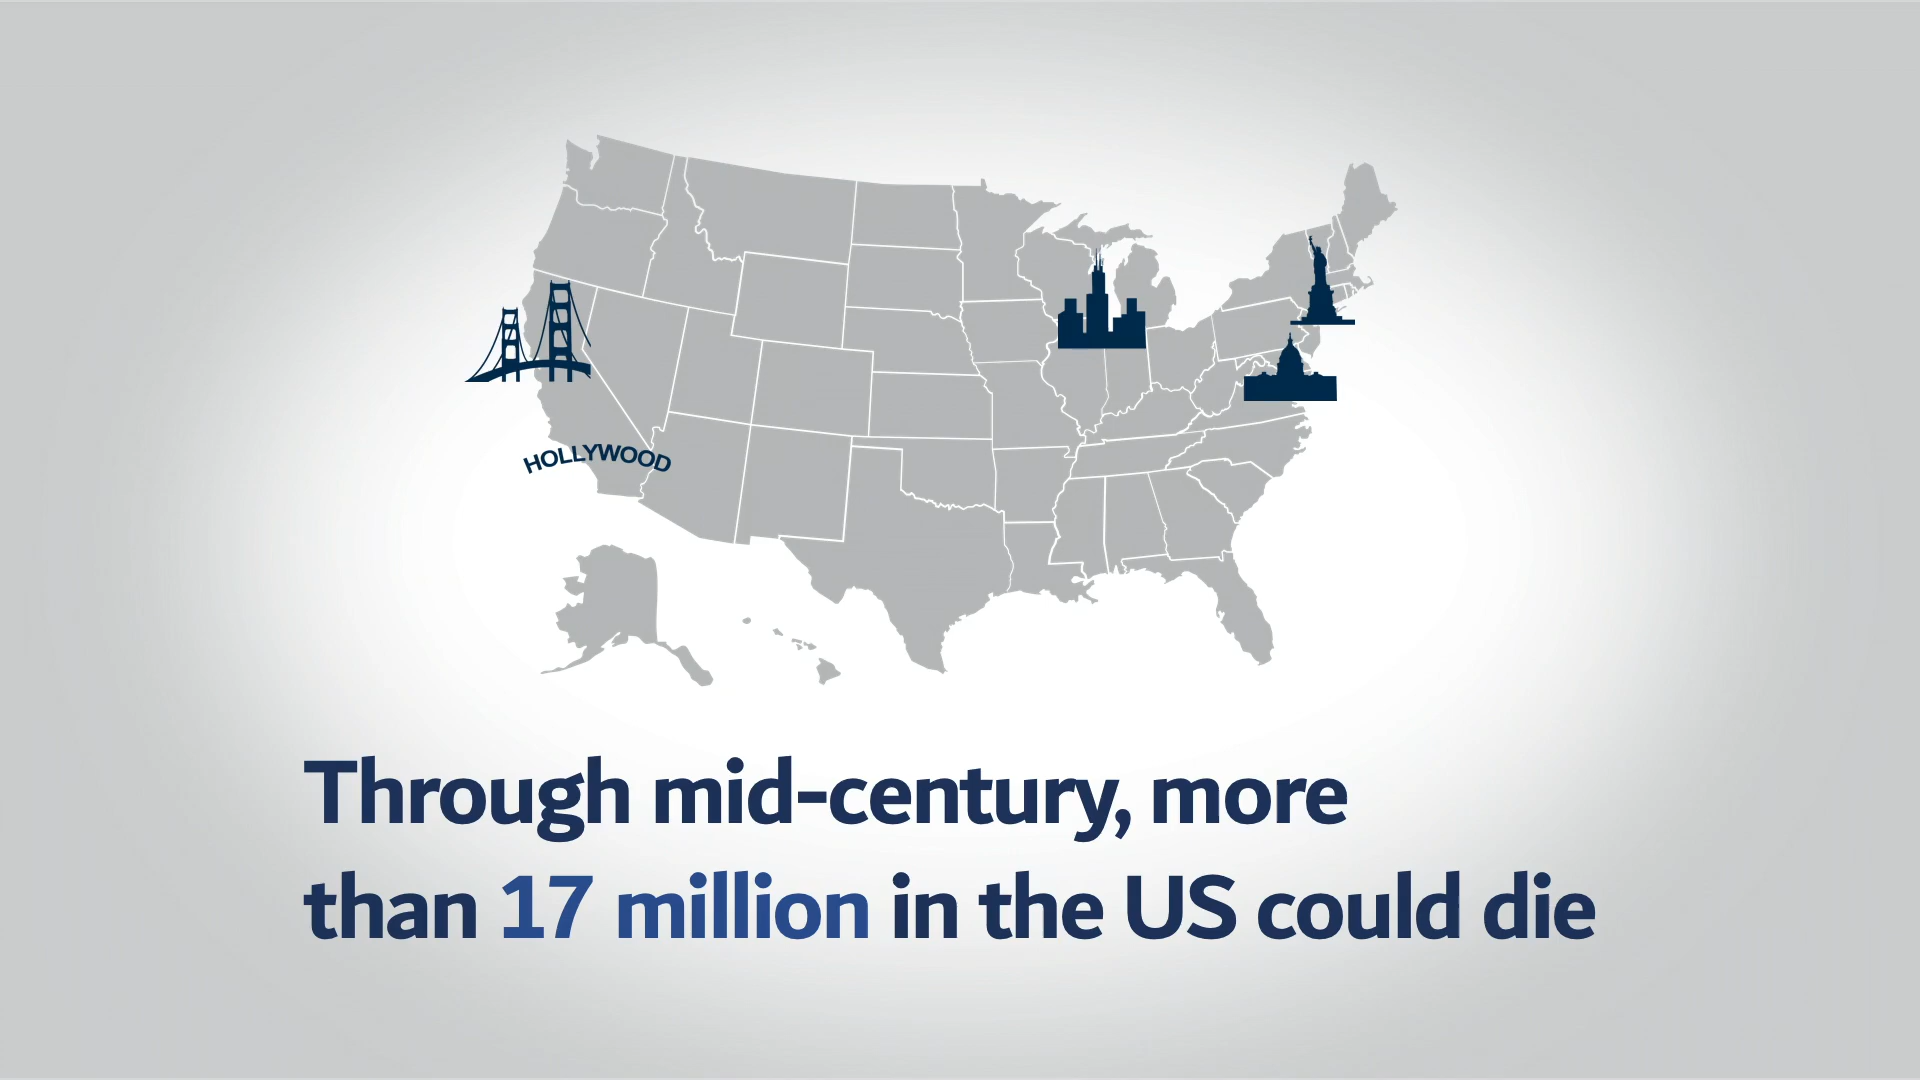 HOLLYWOOD
Through mid-century, more
than 17 million in the US could die